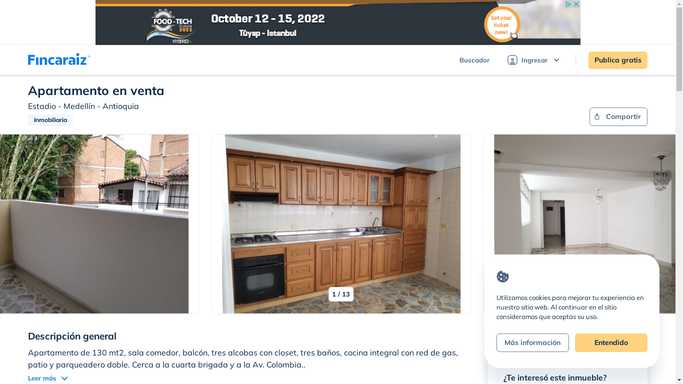 FOOD-TECH
October 12 - 15, 2022
Tüyap - Istanbul
Get your
ticket
now!
Fincaraiz
Buscador
Ingresar
Publica gratis
Apartamento en venta
Estadio - Medellín - Antioquia
Inmobiliaria
Compartir
1 / 13
Utilizamos cookies para mejorar tu experiencia en
nuestro sitio web. Al continuar en el sitio
consideramos que aceptas su uso.
Más información
Entendido
Descripción general
Apartamento de 130 mt2, sala comedor, balcón, tres alcobas con closet, tres baños, cocina integral con red de gas,
patio y parqueadero doble. Cerca a la cuarta brigada y a la Av. Colombia..
Leer más
¿Te interesó este inmueble?